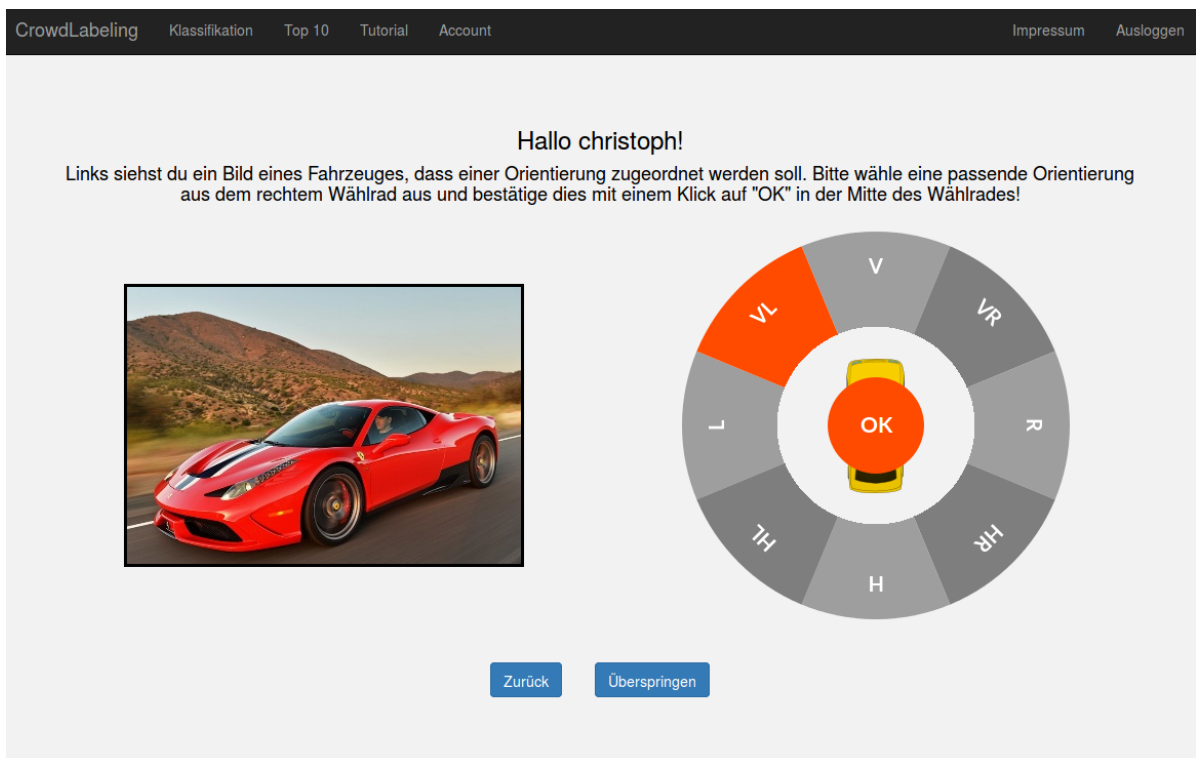 CrowdLabeling Klassifikation Top 10 Tutorial Account Impressum Ausloggen
Hallo christoph!
Links siehst du ein Bild eines Fahrzeuges, dass einer Orientierung zugeordnet werden soll. Bitte wähle eine passende Orientierung
aus dem rechtem Wählrad aus und bestätige dies mit einem Klick auf "OK" in der Mitte des Wählrades!
V
VL
VR
L
OK
R
HL
HR
H
Zurück Überspringen